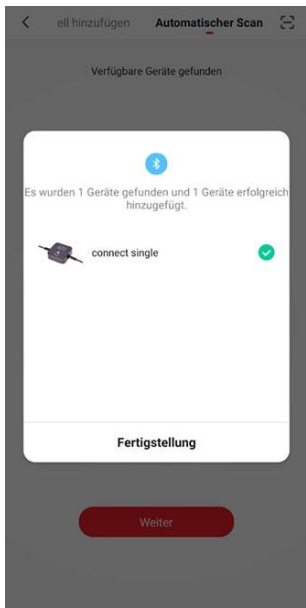 ell hinzufügen Automatischer Scan
Verfügbare Geräte gefunden
Es wurden 1 Geräte gefunden und 1 Geräte erfolgreich
hinzugefügt.
connect single
Fertigstellung
Weiter